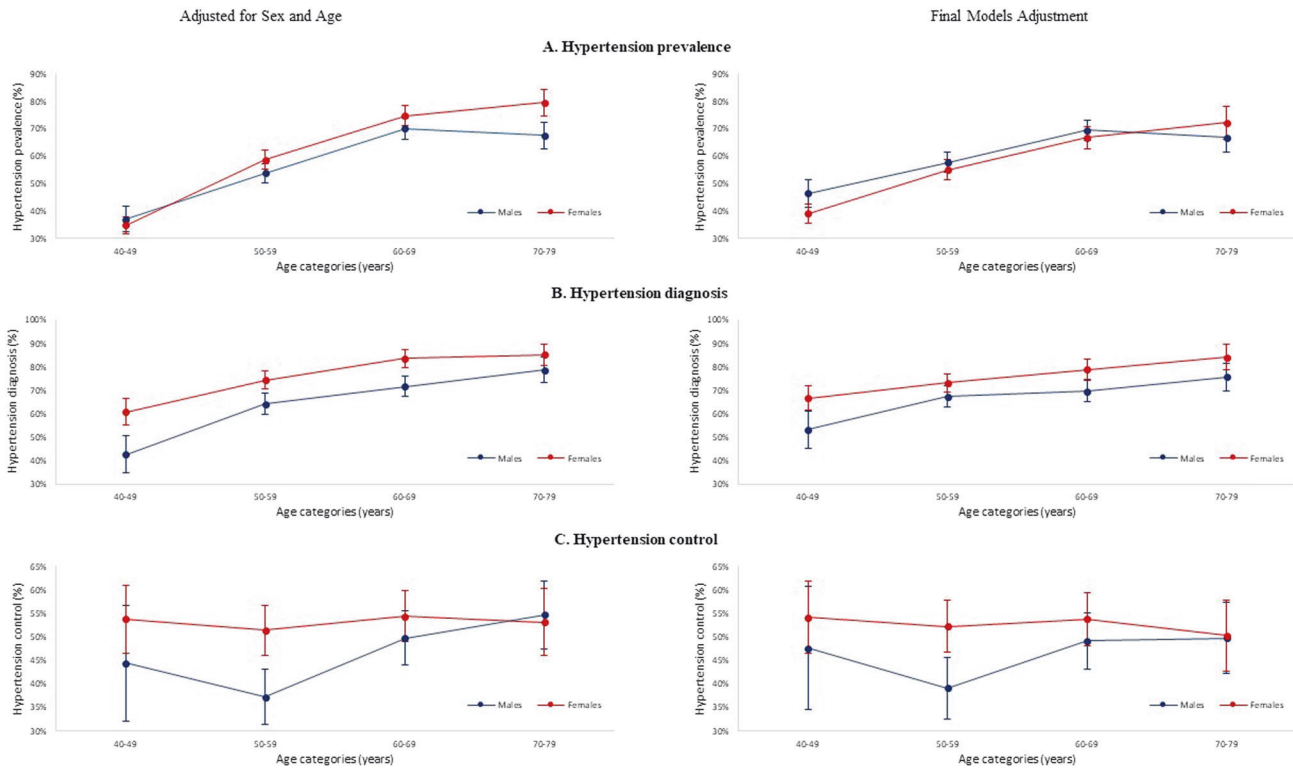 Adjusted for Sex and Age
Final Models Adjustment
A. Hypertension prevalence
90%
80%
70%
60%
50%
40%
30%
Hypertension pevalence (%)
Males
Females
40-49
50-59
60-69
70-79
Age categories (years)
90%
80%
70%
60%
50%
40%
30%
Hypertension prevalence (%)
Males
Females
40-49
50-59
60-69
70-79
Age categories (years)
B. Hypertension diagnosis
100%
90%
80%
70%
60%
50%
40%
30%
Hypertension diagnosis (%)
Males
Females
40-49
50-59
60-69
70-79
Age categories (years)
100%
90%
80%
70%
60%
50%
40%
30%
Hypertension diagnosis (%)
Males
Females
40-49
50-59
60-69
70-79
Age categories (years)
C. Hypertension control
65%
60%
55%
50%
45%
40%
35%
30%
Hypertension control (%)
Males
Females
40-49
50-59
60-69
70-79
Age categories (years)
65%
60%
55%
50%
45%
40%
35%
30%
Hypertension control (%)
Males
Females
40-49
50-59
60-69
70-79
Age categories (years)